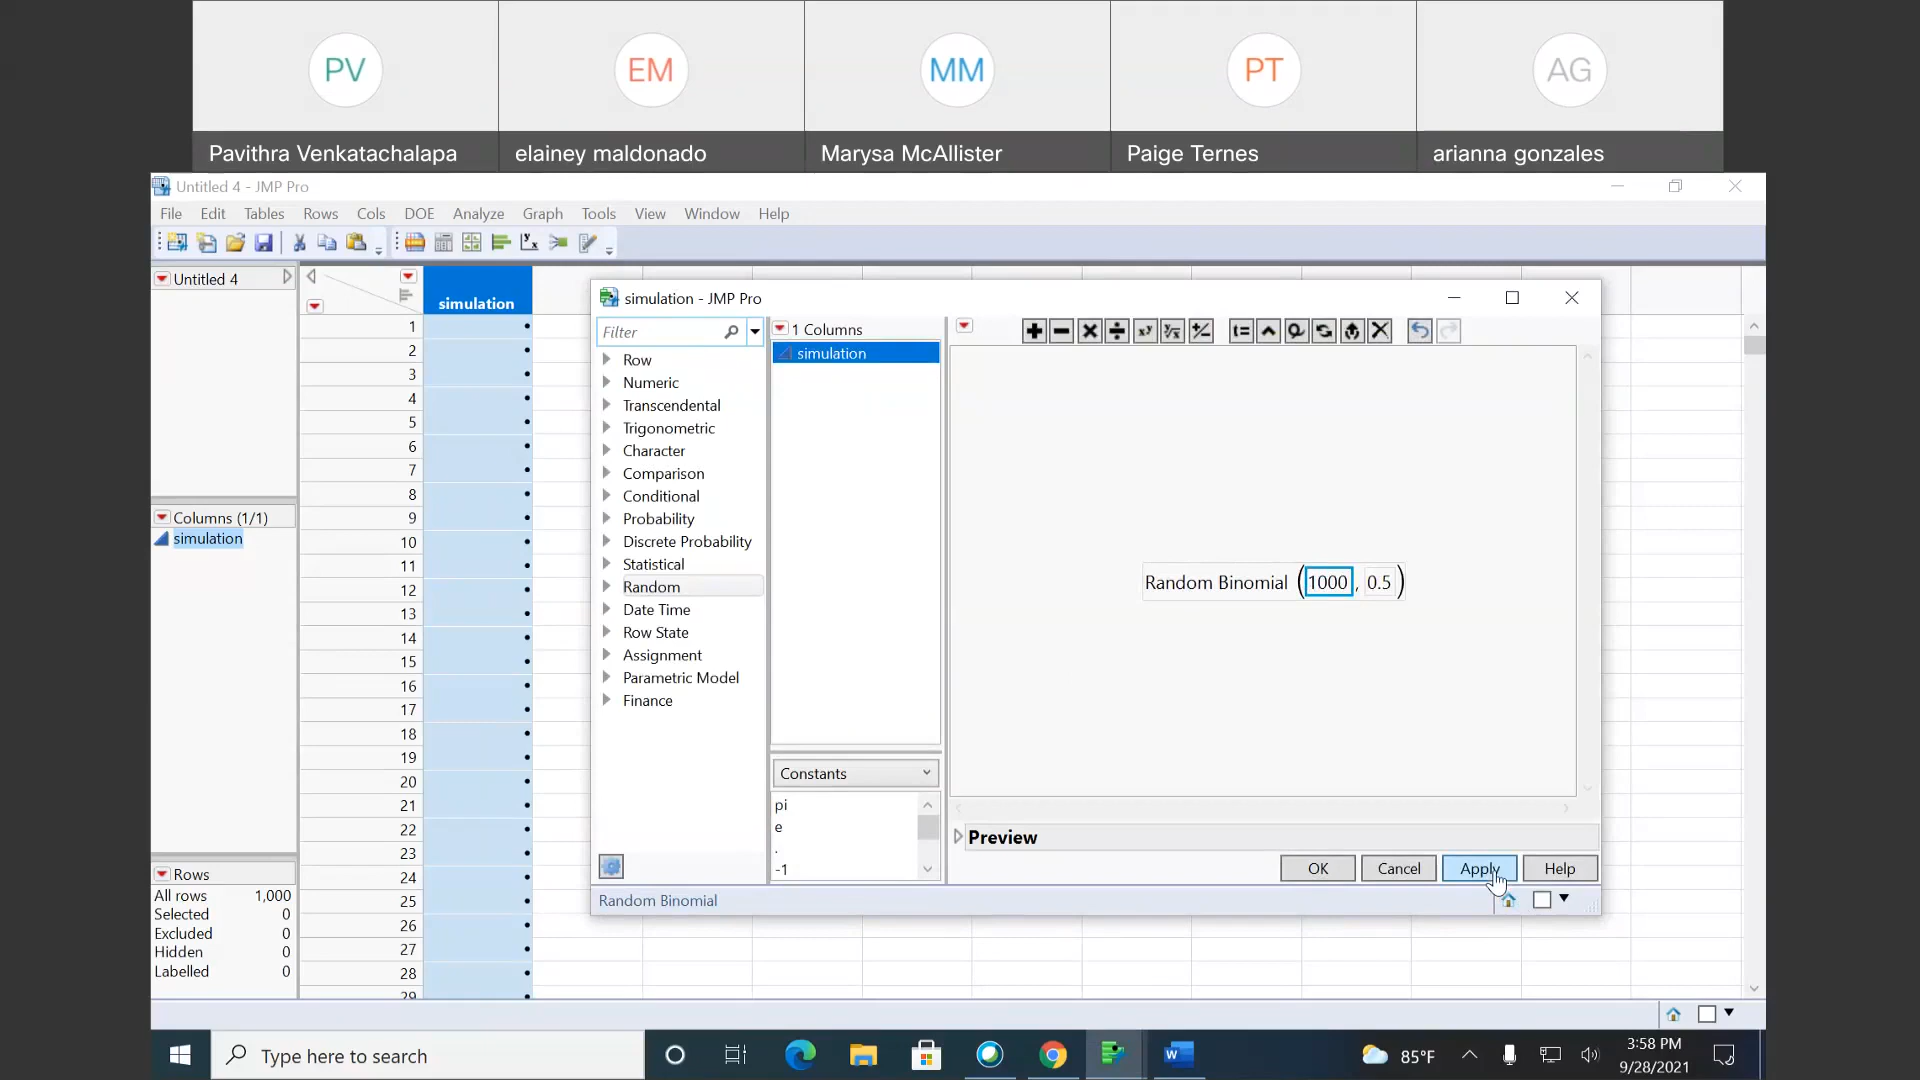 PV
EM
MM
PT
AG
Pavithra Venkatachalapa
elainey maldonado
Marysa McAllister
Paige Ternes
arianna gonzales
Untitled 4 - JMP Pro
File Edit Tables Rows Cols DOE Analyze Graph Tools View Window Help
Untitled 4
simulation
1
2
3
4
5
6
7
8
9
10
11
12
13
14
15
16
17
18
19
20
21
22
23
24
25
26
27
28
29
Columns (1/1)
simulation
Rows
All rows 1,000
Selected 0
Excluded 0
Hidden 0
Labelled 0
simulation - JMP Pro
Filter
Row
Numeric
Transcendental
Trigonometric
Character
Comparison
Conditional
Probability
Discrete Probability
Statistical
Random
Date Time
Row State
Assignment
Parametric Model
Finance
1 Columns
simulation
Constants
pi
e
.
-1
Random Binomial (1000, 0.5)
Preview
OK Cancel Apply Help
Random Binomial
Type here to search
85°F
3:58 PM
9/28/2021